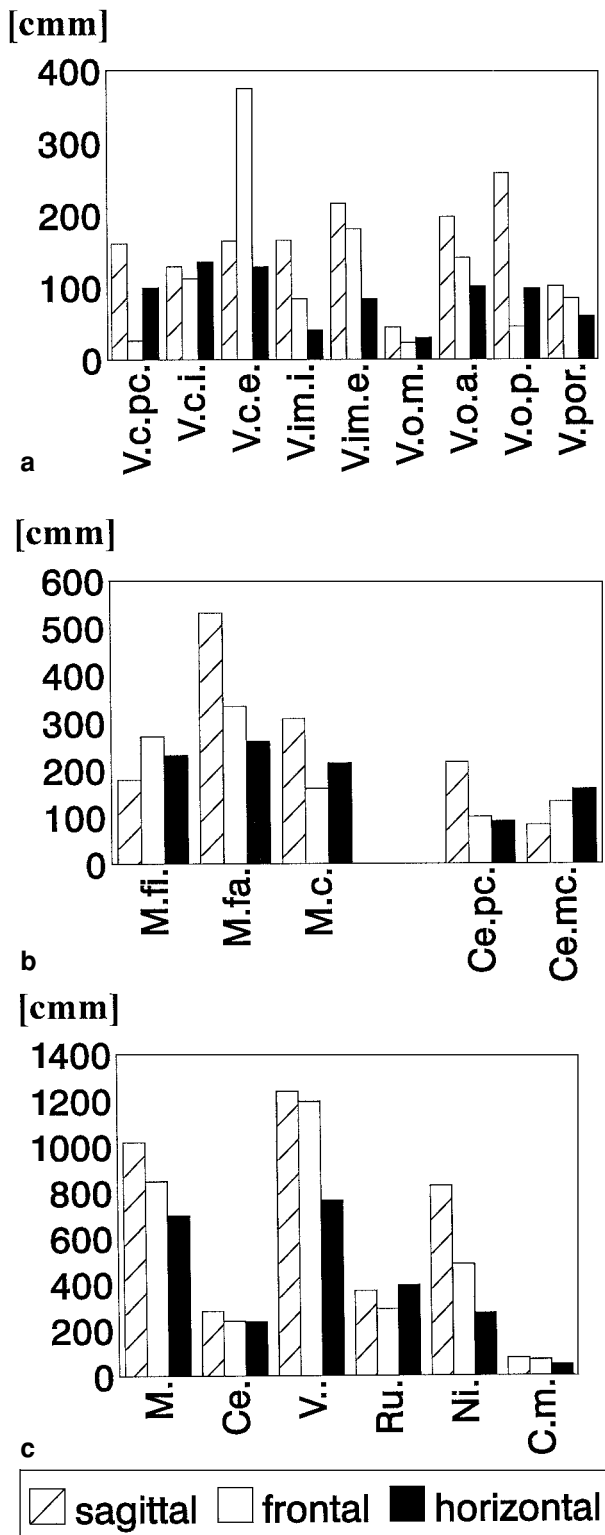 [cmm]
400
300
200
100
0
V.c.pc. V.c.i. V.c.e. V.im.i. V.im.e. V.o.m. V.o.a. V.o.p. V.por.
a
[cmm]
600
500
400
300
200
100
0
M.fi. M.fa. M.c. Ce.pc. Ce.mc.
b
[cmm]
1400
1200
1000
800
600
400
200
0
M. Ce. V.. Ru. Ni. C.m.
c
sagittal frontal horizontal